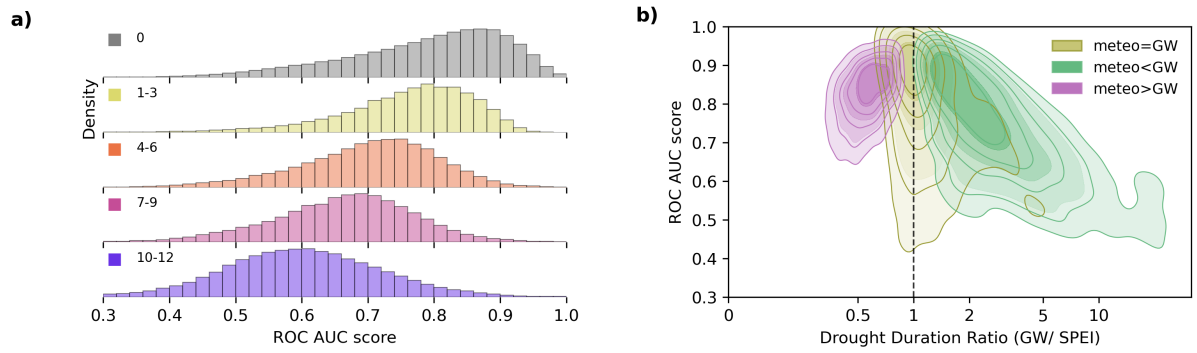 a)
0
1-3
4-6
7-9
10-12
Density
0.3 0.4 0.5 0.6 0.7 0.8 0.9 1.0
ROC AUC score
b)
1.0
0.9
0.8
0.7
0.6
0.5
0.4
0.3
ROC AUC score
meteo=GW
meteo<GW
meteo>GW
0 0.5 1 2 5 10
Drought Duration Ratio (GW/ SPEI)